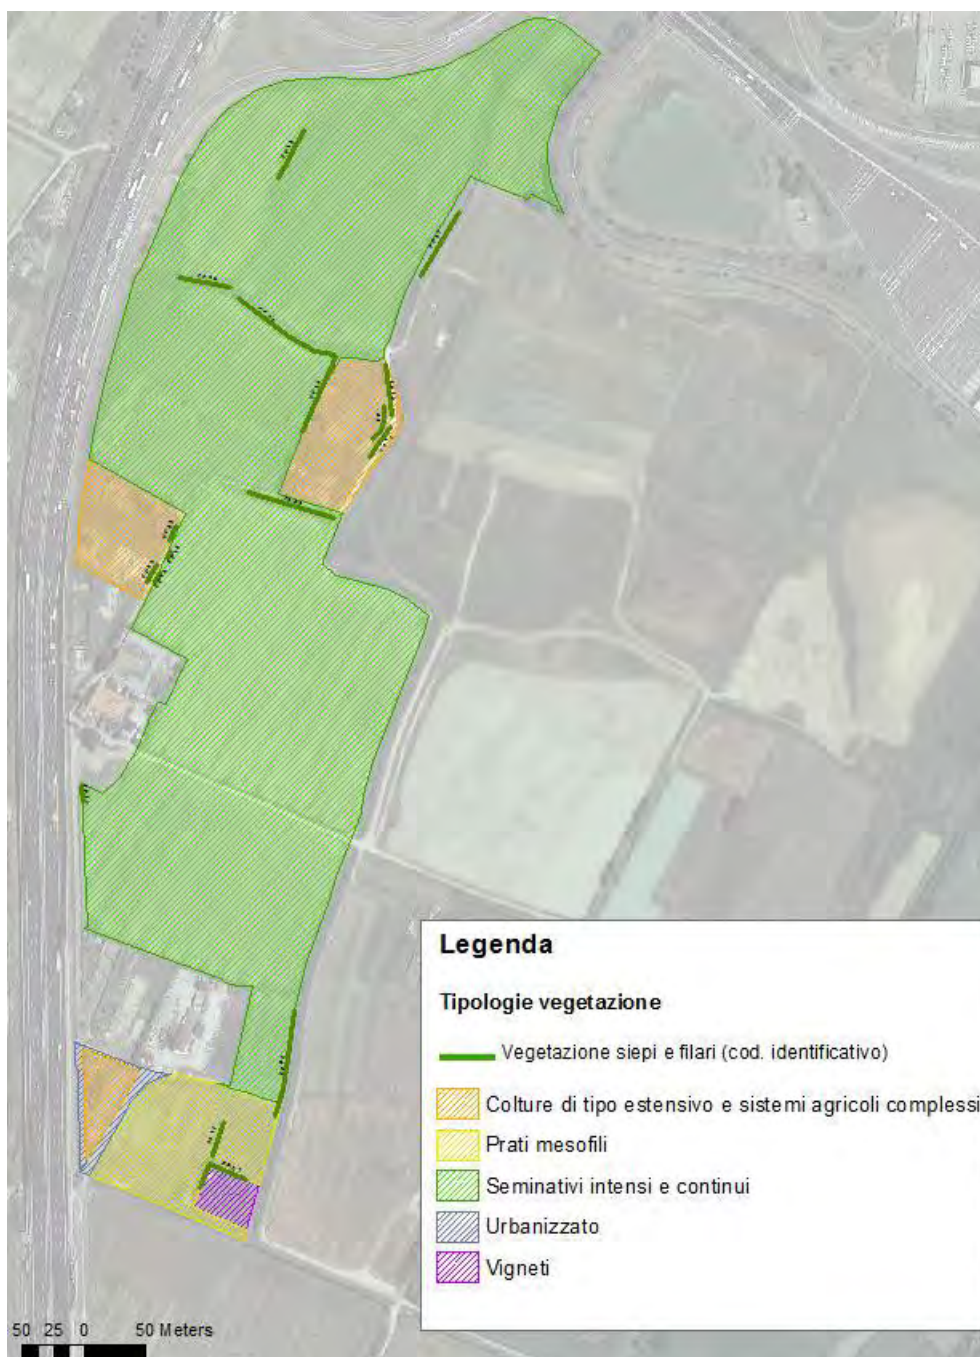 Legenda
Tipologie vegetazione
Vegetazione siepi e filari (cod. identificativo)
Colture di tipo estensivo e sistemi agricoli complessi
Prati mesofili
Seminativi intensi e continui
Urbanizzato
Vigneti
50 25 0 50 Meters